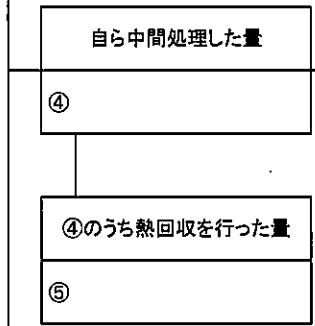 自ら中間処理した量
④
④のうち熱回収を行った量
⑤